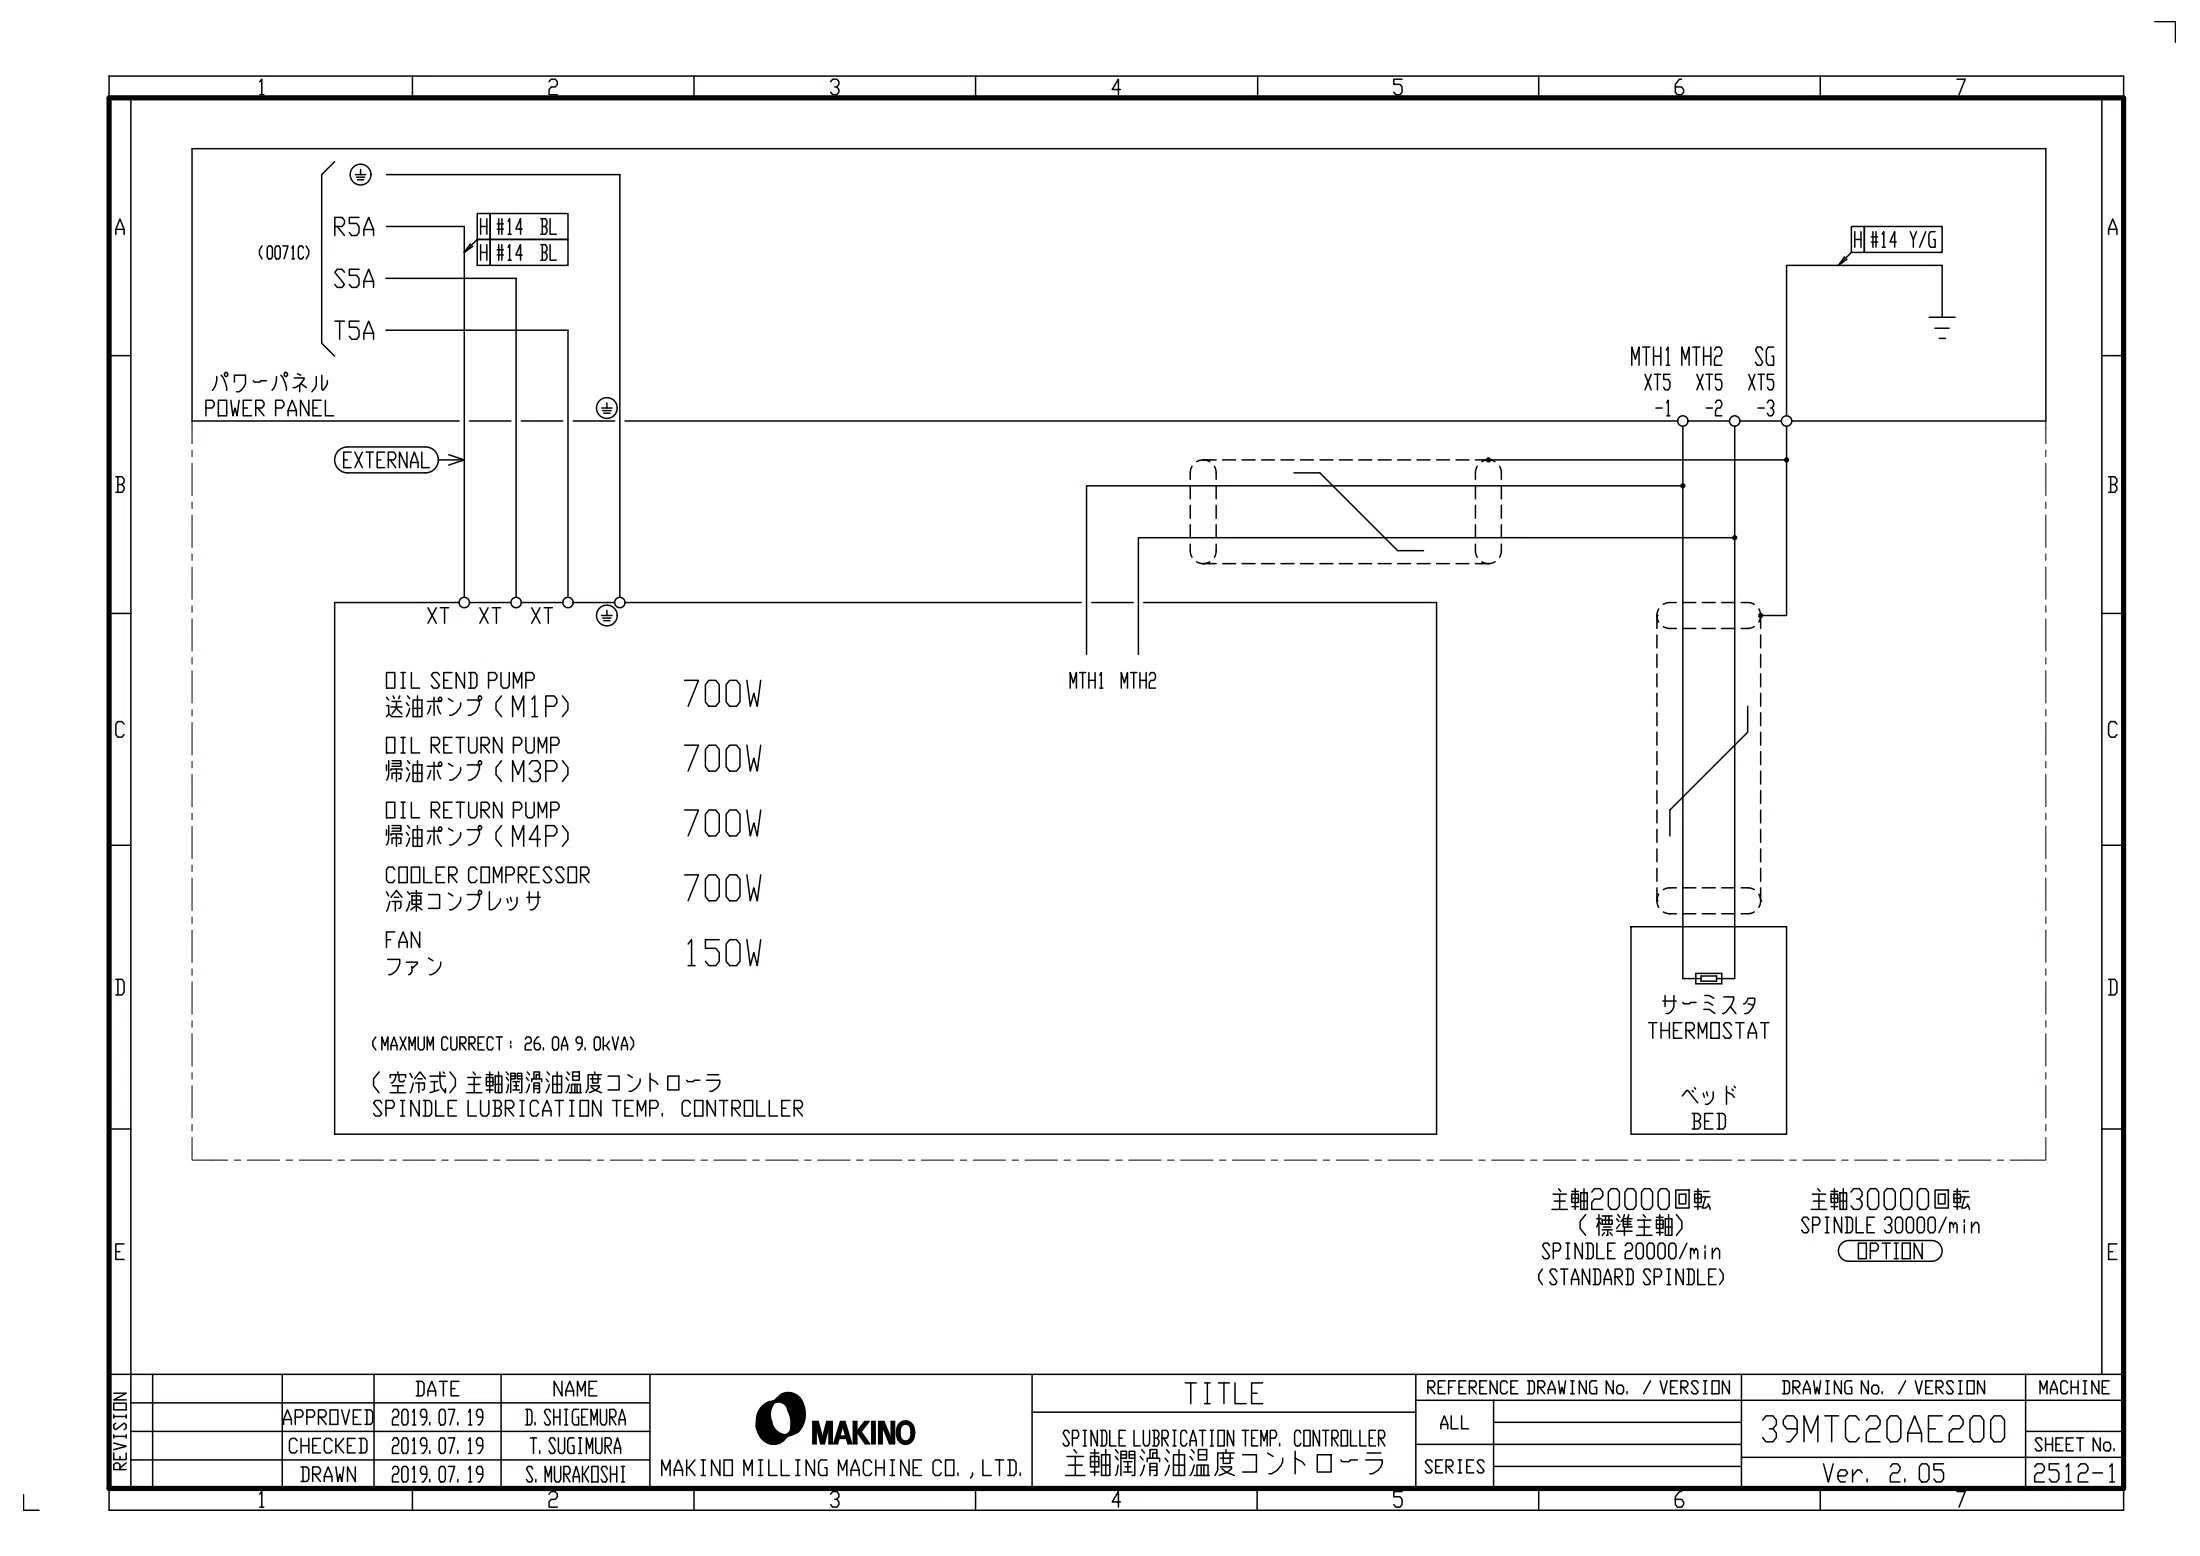 1 2 3 4 5 6 7
A A
B B
C C
D D
E E
R5A
(0071C)
S5A
T5A
H #14 BL
H #14 BL
パワーパネル
POWER PANEL
EXTERNAL
H #14 Y/G
MTH1 MTH2 SG
XT5 XT5 XT5
-1 -2 -3
XT XT XT
MTH1 MTH2
OIL SEND PUMP
送油ポンプ(M1P) 700W
OIL RETURN PUMP
帰油ポンプ(M3P) 700W
OIL RETURN PUMP
帰油ポンプ(M4P) 700W
COOLER COMPRESSOR
冷凍コンプレッサ 700W
FAN
ファン 150W
(MAXMUM CURRECT: 26.0A 9.0kVA)
(空冷式)主軸潤滑油温度コントローラ
SPINDLE LUBRICATION TEMP. CONTROLLER
サーミスタ
THERMOSTAT
ベッド
BED
主軸20000回転
(標準主軸)
SPINDLE 20000/min
(STANDARD SPINDLE)
主軸30000回転
SPINDLE 30000/min
OPTION
REVISION
DATE NAME
APPROVED 2019.07.19 D. SHIGEMURA
CHECKED 2019.07.19 T. SUGIMURA
DRAWN 2019.07.19 S. MURAKOSHI
MAKINO
MAKINO MILLING MACHINE CO.,LTD.
TITLE
SPINDLE LUBRICATION TEMP. CONTROLLER
主軸潤滑油温度コントローラ
REFERENCE DRAWING No. / VERSION
ALL
SERIES
DRAWING No. / VERSION
39MTC20AE200
Ver. 2.05
MACHINE
SHEET No.
2512-1
1 2 3 4 5 6 7